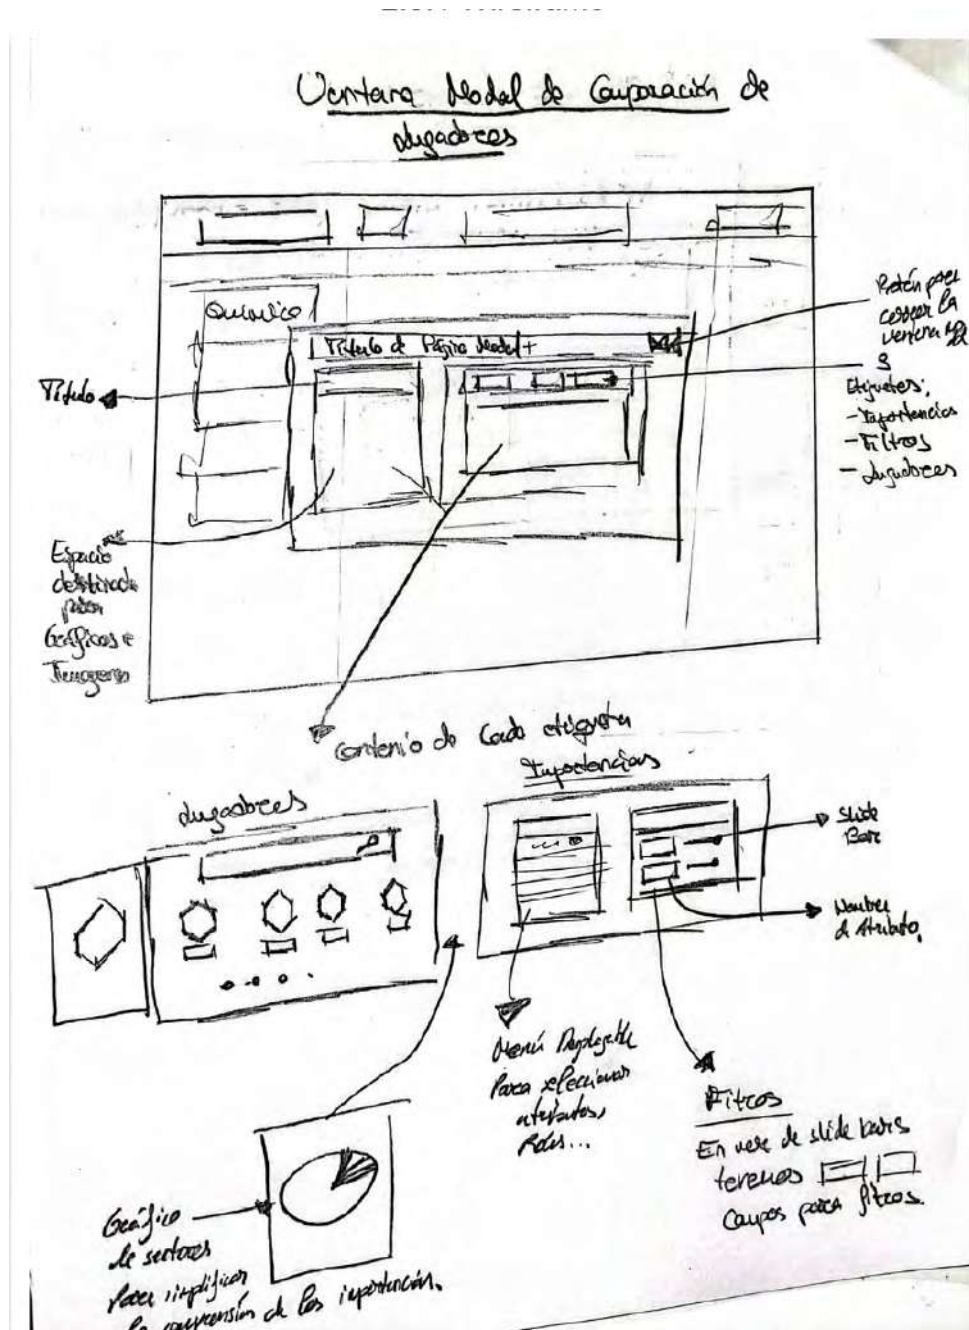 Ventana Modal de Comparación de
Jugadores
Título de Página Modal
Botón para
cerrar la
ventana
Título
3
Etiquetas:
- Importancias
- Filtros
- Jugadores
Espacio
destinado
para
Gráficos e
Imagenes
Contenio de Cada etiqueta
Jugadores
Importancias
Slide
Bar
Nombre
de Atributo.
Menú Desplegable
Para seleccionar
atributos,
Roles...
Filtros
En vez de slide bars
tenemos
Campos para filtros.
Gráfico
de sectores
Para simplificar
la comprensión de las importancias.